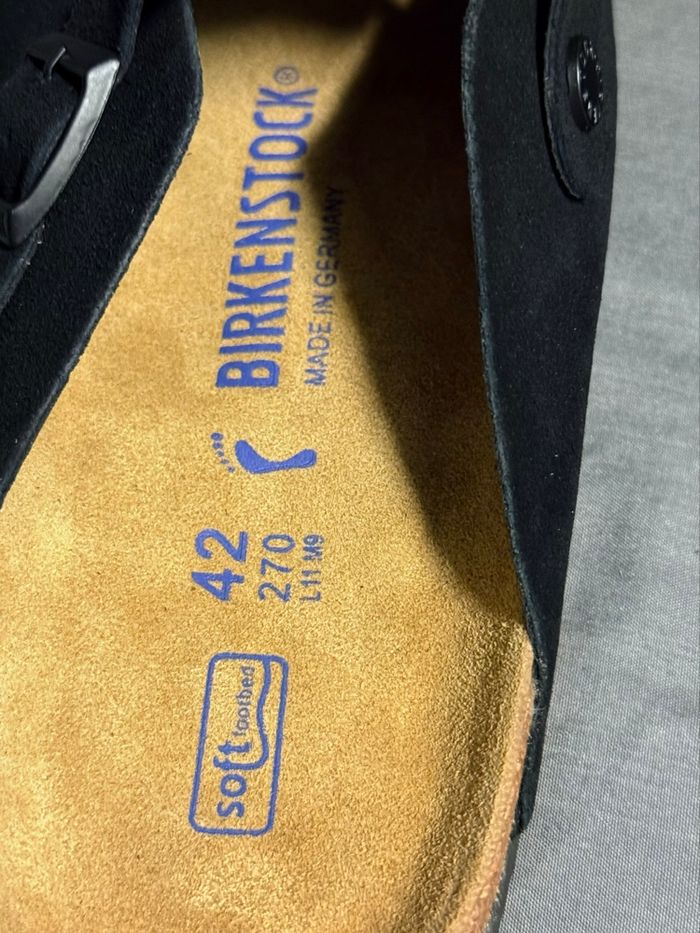 BIRKENSTOCK®
MADE IN GERMANY
42
270
L11 M9
soft footbed